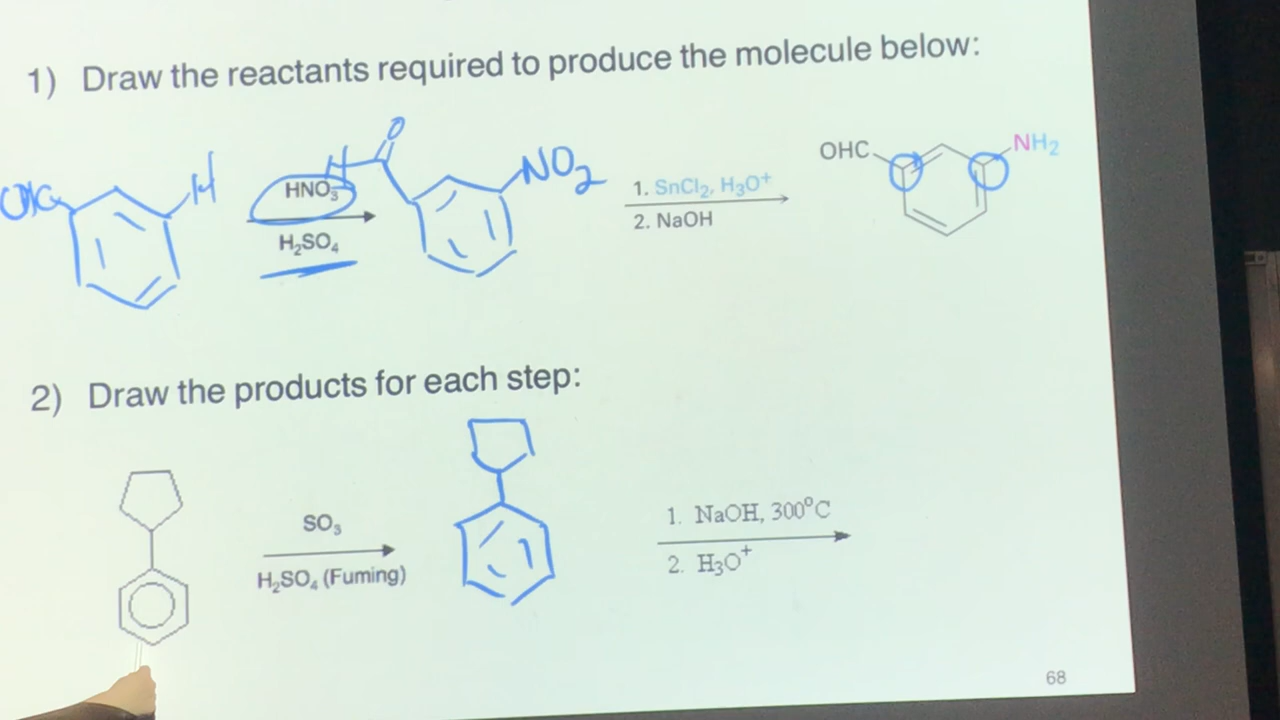 1) Draw the reactants required to produce the molecule below:
OHC H
HNO₃
H₂SO₄
H O NO₂
1. SnCl₂, H₃O⁺
2. NaOH
OHC NH₂
2) Draw the products for each step:
SO₃
H₂SO₄ (Fuming)
1. NaOH, 300°C
2. H₃O⁺
68